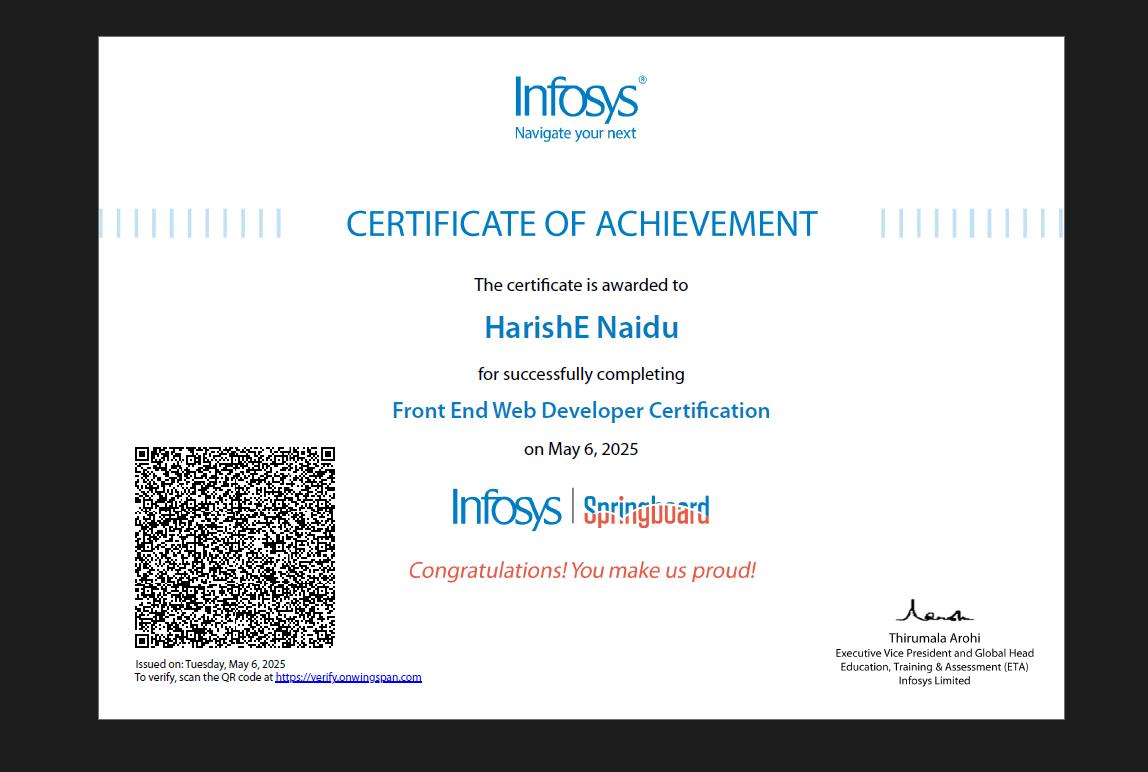 Infosys®
Navigate your next
CERTIFICATE OF ACHIEVEMENT
The certificate is awarded to
HarishE Naidu
for successfully completing
Front End Web Developer Certification
on May 6, 2025
Infosys | Springboard
Congratulations! You make us proud!
Thirumala Arohi
Executive Vice President and Global Head
Education, Training & Assessment (ETA)
Infosys Limited
Issued on: Tuesday, May 6, 2025
To verify, scan the QR code at https://verify.onwingspan.com